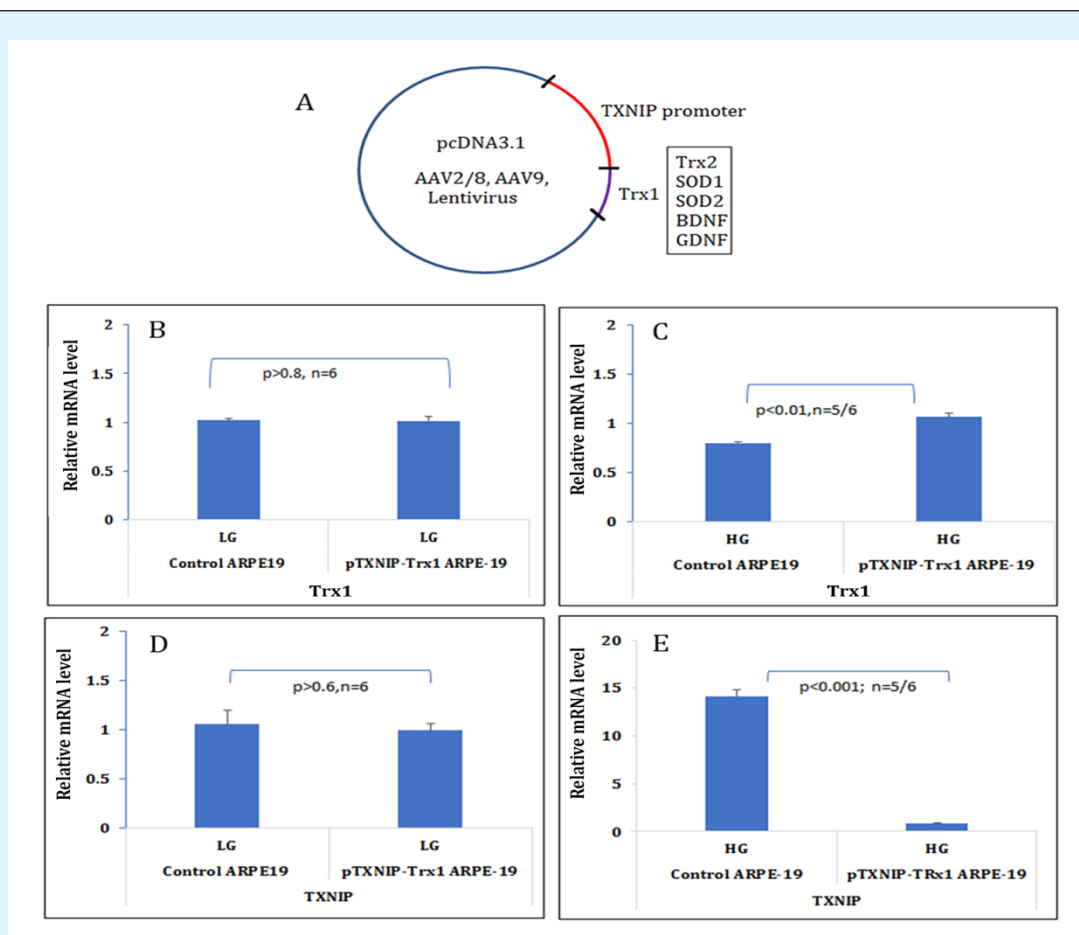 A
TXNIP promoter
pcDNA3.1
AAV2/8, AAV9,
Lentivirus
Trx1
Trx2
SOD1
SOD2
BDNF
GDNF
B
Relative mRNA level
2
1.5
1
0.5
0
p>0.8, n=6
LG
LG
Control ARPE19
pTXNIP-Trx1 ARPE-19
Trx1
C
Relative mRNA level
2
1.5
1
0.5
0
p<0.01,n=5/6
HG
HG
Control ARPE19
pTXNIP-Trx1 ARPE-19
Trx1
D
Relative mRNA level
2
1.5
1
0.5
0
p>0.6,n=6
LG
LG
Control ARPE19
pTXNIP-Trx1 ARPE-19
TXNIP
E
Relative mRNA level
20
15
10
5
0
p<0.001; n=5/6
HG
HG
Control ARPE-19
pTXNIP-TRx1 ARPE-19
TXNIP